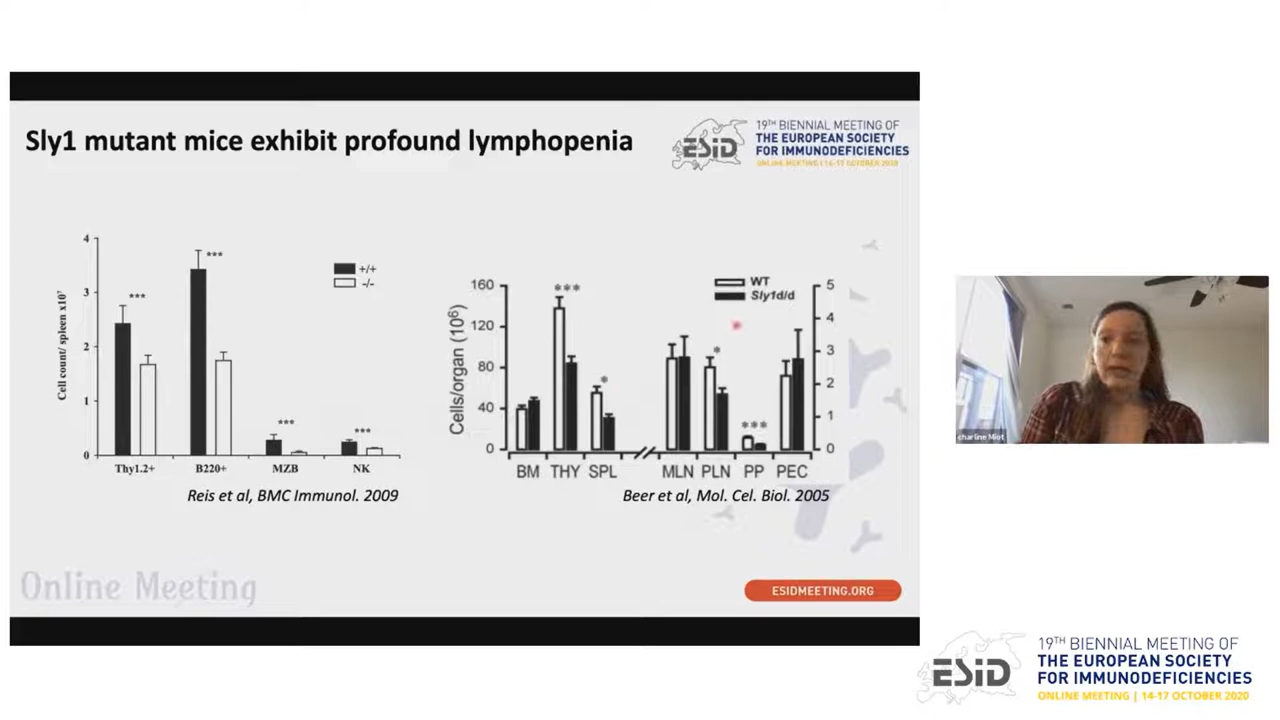 Sly1 mutant mice exhibit profound lymphopenia
ESID
19TH BIENNIAL MEETING OF
THE EUROPEAN SOCIETY
FOR IMMUNODEFICIENCIES
ONLINE MEETING | 14-17 OCTOBER 2020
4
3
2
1
0
Cell count/ spleen x10⁷
***
***
***
***
+/+
-/-
Thy1.2+ B220+ MZB NK
Reis et al, BMC Immunol. 2009
160
120
80
40
0
Cells/organ (10⁶)
***
*
*
***
WT
Sly1d/d
5
4
3
2
1
0
BM THY SPL MLN PLN PP PEC
Beer et al, Mol. Cel. Biol. 2005
Online Meeting
ESIDMEETING.ORG
charline Miot
ESID
19TH BIENNIAL MEETING OF
THE EUROPEAN SOCIETY
FOR IMMUNODEFICIENCIES
ONLINE MEETING | 14-17 OCTOBER 2020